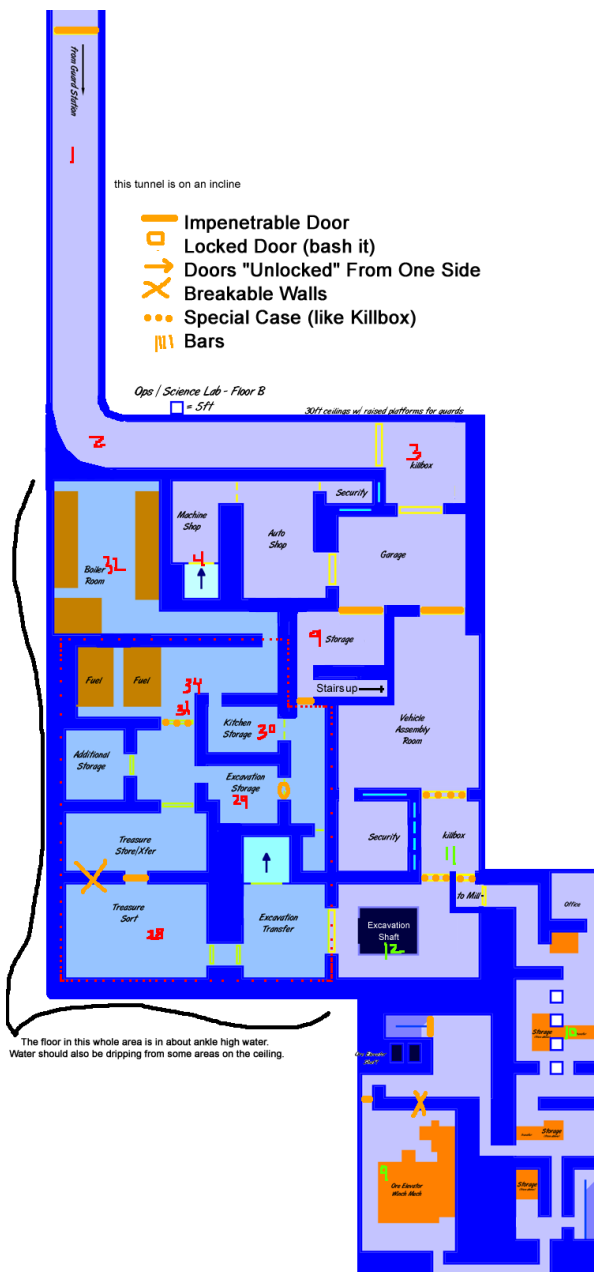 from Guard Station
1
this tunnel is on an incline
Impenetrable Door
Locked Door (bash it)
Doors "Unlocked" From One Side
Breakable Walls
Special Case (like Killbox)
Bars
Ops / Science Lab - Floor B
= 5ft
30ft ceilings w/ raised platforms for guards
2
3
killbox
Security
Machine
Shop
4
Auto
Shop
Garage
32
Boiler
Room
9
Storage
Stairs up
Fuel
Fuel
34
31
Kitchen
Storage
30
Vehicle
Assembly
Room
Additional
Storage
Excavation
Storage
29
Treasure
Store/Xfer
Security
killbox
11
to Mill
Treasure
Sort
28
Excavation
Transfer
Excavation
Shaft
12
Office
The floor in this whole area is in about ankle high water.
Water should also be dripping from some areas on the ceiling.
Storage
10
Storage
9
Ore Elevator
Winch Mech
Storage